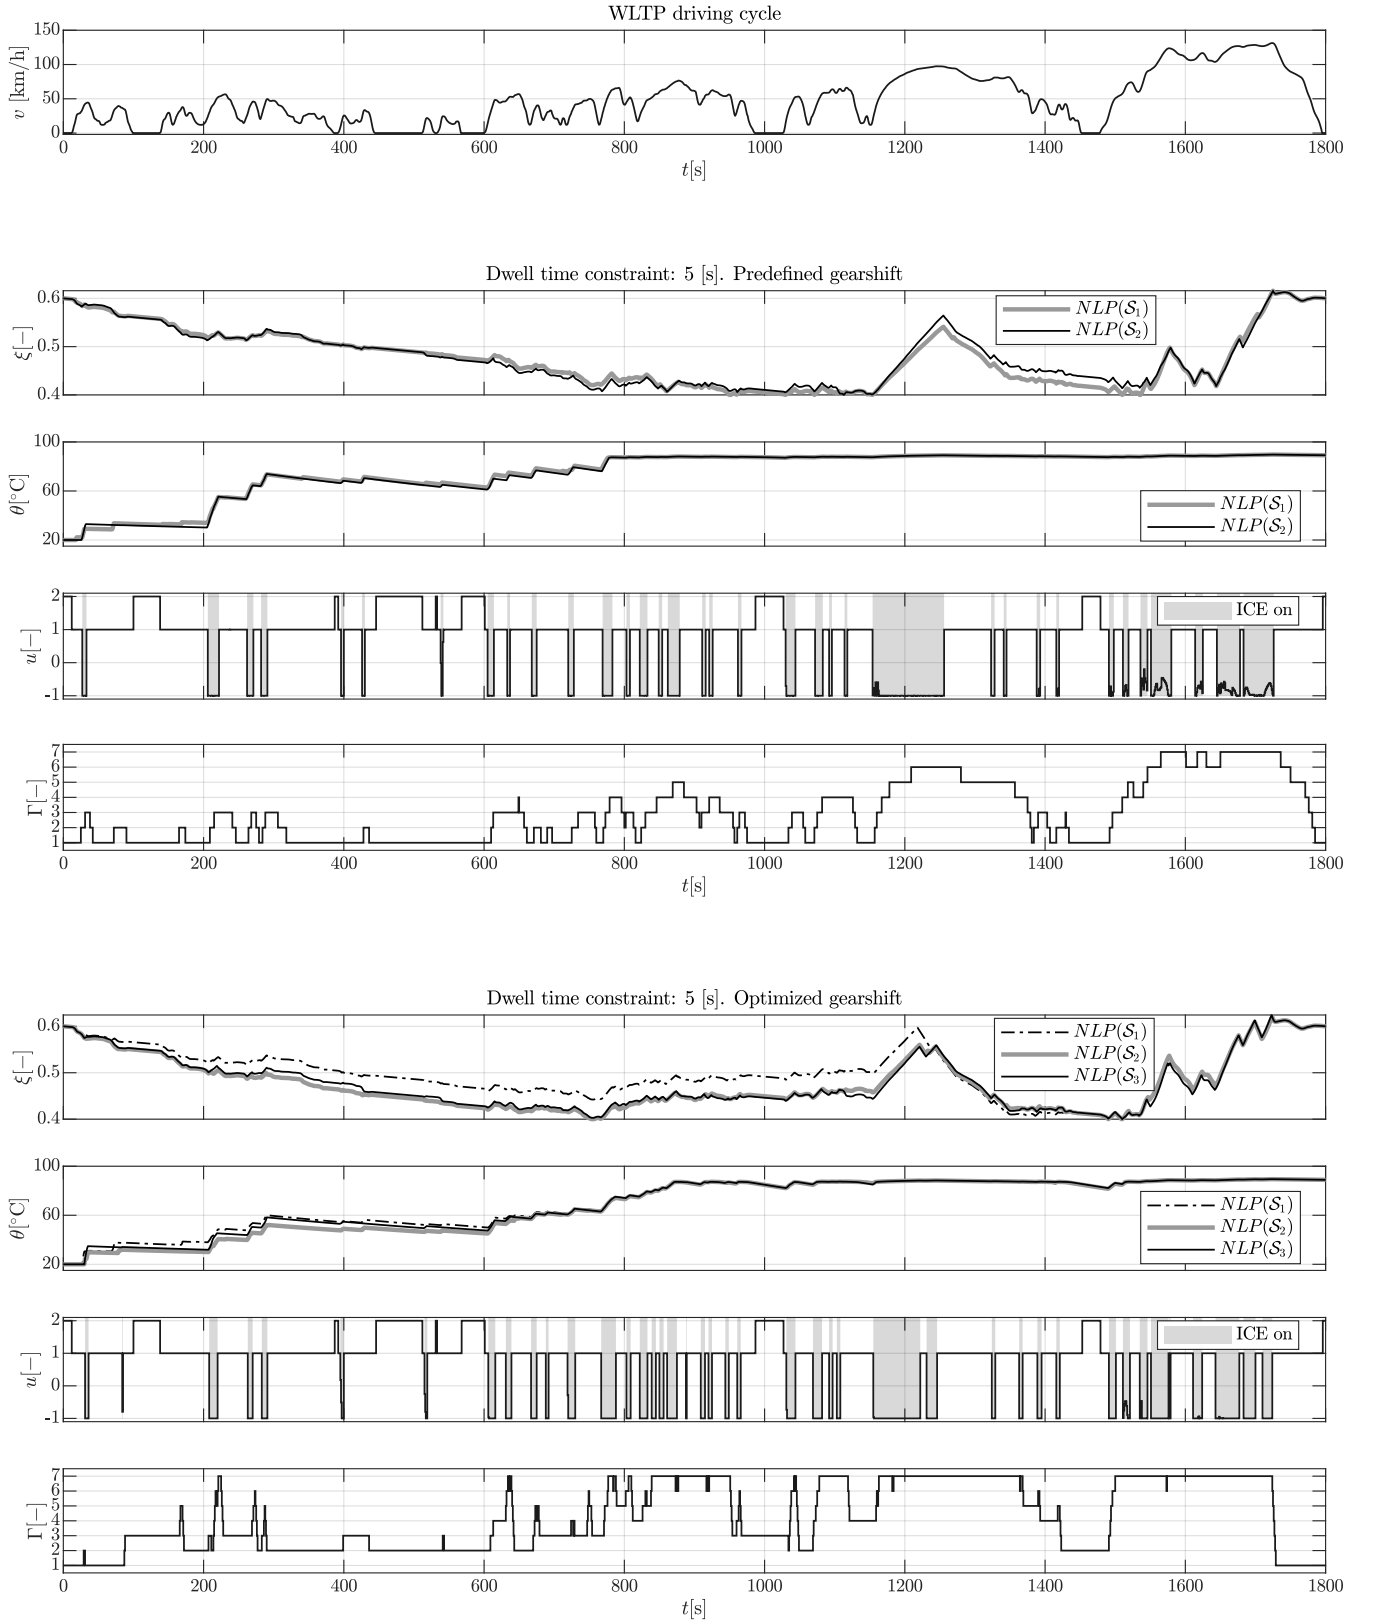 WLTP driving cycle
v [km/h]
150
100
50
0
0 200 400 600 800 1000 1200 1400 1600 1800
t[s]
Dwell time constraint: 5 [s]. Predefined gearshift
ξ[−]
0.6
0.5
0.4
NLP(S₁)
NLP(S₂)
θ[°C]
100
60
20
NLP(S₁)
NLP(S₂)
u[−]
2
1
0
-1
ICE on
Γ[−]
7
6
5
4
3
2
1
0 200 400 600 800 1000 1200 1400 1600 1800
t[s]
Dwell time constraint: 5 [s]. Optimized gearshift
ξ[−]
0.6
0.5
0.4
NLP(S₁)
NLP(S₂)
NLP(S₃)
θ[°C]
100
60
20
NLP(S₁)
NLP(S₂)
NLP(S₃)
u[−]
2
1
0
-1
ICE on
Γ[−]
7
6
5
4
3
2
1
0 200 400 600 800 1000 1200 1400 1600 1800
t[s]